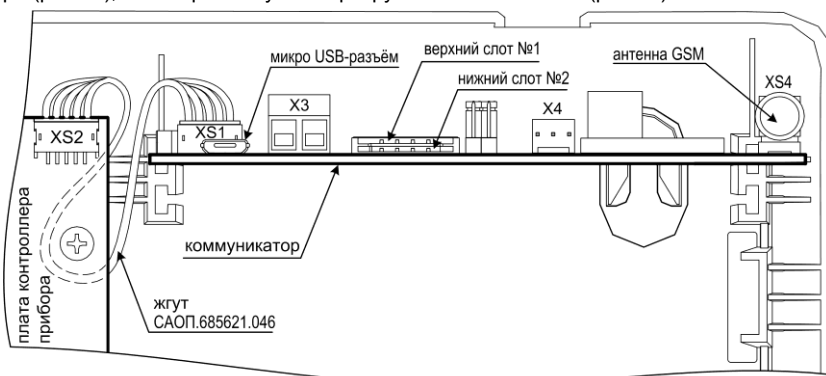 верхний слот №1
микро USB-разъём
нижний слот №2
антенна GSM
XS4
X3
X4
XS1
XS2
коммуникатор
плата контроллера
прибора
жгут
САОП.685621.046